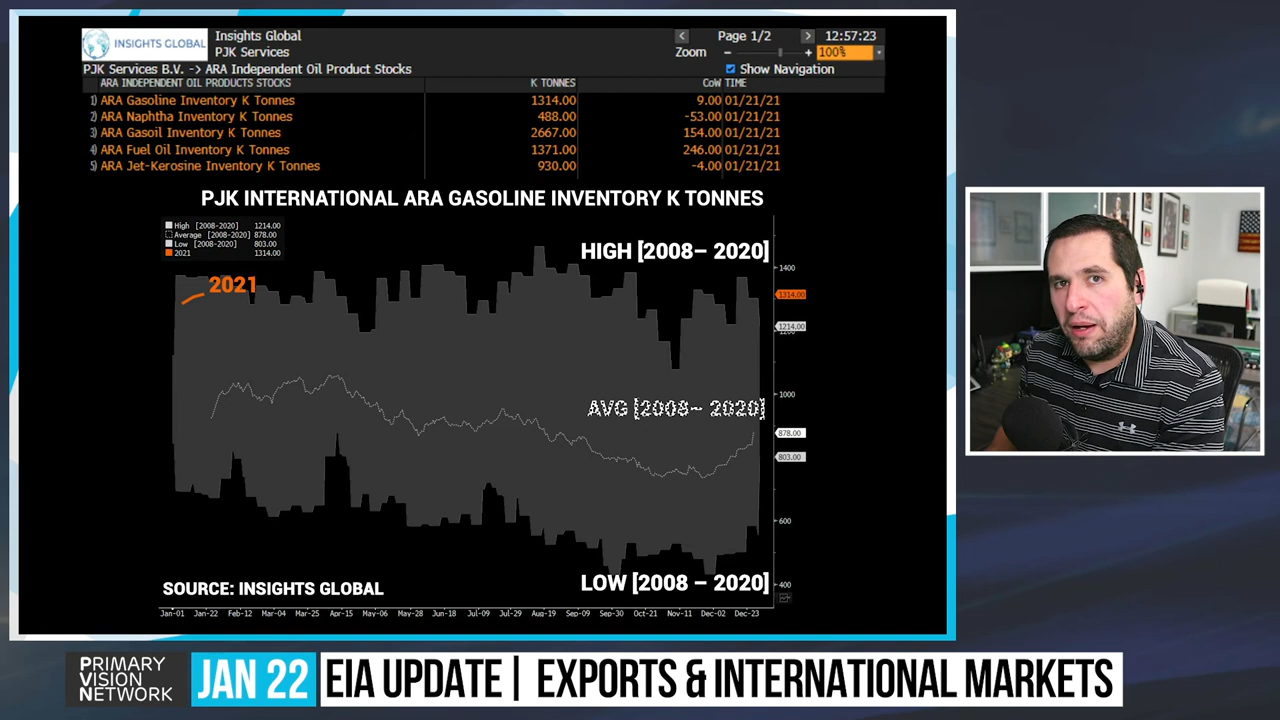 INSIGHTS GLOBAL
Insights Global
PJK Services
Page 1/2
12:57:23
Zoom
100%
PJK Services B.V. -> ARA Independent Oil Product Stocks
Show Navigation
ARA INDEPENDENT OIL PRODUCTS STOCKS K TONNES CoW TIME
1) ARA Gasoline Inventory K Tonnes 1314.00 9.00 01/21/21
2) ARA Naphtha Inventory K Tonnes 488.00 -53.00 01/21/21
3) ARA Gasoil Inventory K Tonnes 2667.00 154.00 01/21/21
4) ARA Fuel Oil Inventory K Tonnes 1371.00 246.00 01/21/21
5) ARA Jet-Kerosine Inventory K Tonnes 930.00 -4.00 01/21/21
PJK INTERNATIONAL ARA GASOLINE INVENTORY K TONNES
High [2008-2020] 1214.00
Average [2008-2020] 878.00
Low [2008-2020] 803.00
2021 1314.00
HIGH [2008– 2020]
2021
1400
1314.00
1214.00
1000
AVG [2008– 2020]
878.00
803.00
600
LOW [2008 – 2020]
400
SOURCE: INSIGHTS GLOBAL
Jan-01 Jan-22 Feb-12 Mar-04 Mar-25 Apr-15 May-06 May-28 Jun-18 Jul-09 Jul-29 Aug-19 Sep-09 Sep-30 Oct-21 Nov-11 Dec-02 Dec-23
PRIMARY
VISION
NETWORK
JAN 22 EIA UPDATE | EXPORTS & INTERNATIONAL MARKETS